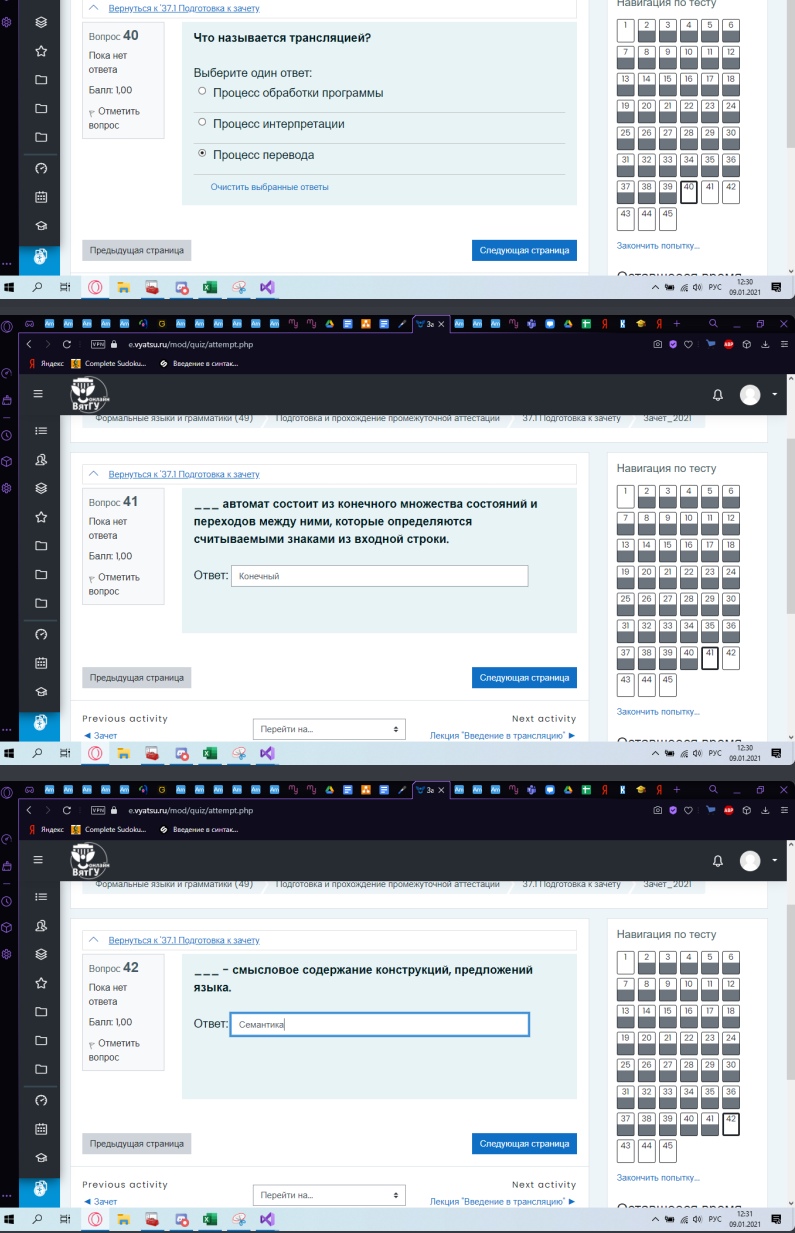 Вернуться к '37.1 Подготовка к зачету
Навигация по тесту
Вопрос 40
Пока нет
ответа
Балл: 1,00
Отметить
вопрос
Что называется трансляцией?
Выберите один ответ:
Процесс обработки программы
Процесс интерпретации
Процесс перевода
Очистить выбранные ответы
1 2 3 4 5 6
7 8 9 10 11 12
13 14 15 16 17 18
19 20 21 22 23 24
25 26 27 28 29 30
31 32 33 34 35 36
37 38 39 40 41 42
43 44 45
Предыдущая страница
Следующая страница
Закончить попытку...
Оставшееся время
РУС
12:30
09.01.2021
За
VPN
e.vyatsu.ru/mod/quiz/attempt.php
Яндекс
Complete Sudoku...
Введение в синтак...
онлайн
ВятГУ
Формальные языки и грамматики (49) Подготовка и прохождение промежуточной аттестации 37.1 Подготовка к зачету Зачет_2021
Вернуться к '37.1 Подготовка к зачету
Навигация по тесту
Вопрос 41
Пока нет
ответа
Балл: 1,00
Отметить
вопрос
___ автомат состоит из конечного множества состояний и
переходов между ними, которые определяются
считываемыми знаками из входной строки.
Ответ: Конечный
1 2 3 4 5 6
7 8 9 10 11 12
13 14 15 16 17 18
19 20 21 22 23 24
25 26 27 28 29 30
31 32 33 34 35 36
37 38 39 40 41 42
43 44 45
Предыдущая страница
Следующая страница
Закончить попытку...
Previous activity
◄ Зачет
Перейти на...
Next activity
Лекция "Введение в трансляцию" ►
Оставшееся время
РУС
12:30
09.01.2021
За
VPN
e.vyatsu.ru/mod/quiz/attempt.php
Яндекс
Complete Sudoku...
Введение в синтак...
онлайн
ВятГУ
Формальные языки и грамматики (49) Подготовка и прохождение промежуточной аттестации 37.1 Подготовка к зачету Зачет_2021
Вернуться к '37.1 Подготовка к зачету
Навигация по тесту
Вопрос 42
Пока нет
ответа
Балл: 1,00
Отметить
вопрос
___ - смысловое содержание конструкций, предложений
языка.
Ответ: Семантика
1 2 3 4 5 6
7 8 9 10 11 12
13 14 15 16 17 18
19 20 21 22 23 24
25 26 27 28 29 30
31 32 33 34 35 36
37 38 39 40 41 42
43 44 45
Предыдущая страница
Следующая страница
Закончить попытку...
Previous activity
◄ Зачет
Перейти на...
Next activity
Лекция "Введение в трансляцию" ►
Оставшееся время
РУС
12:31
09.01.2021